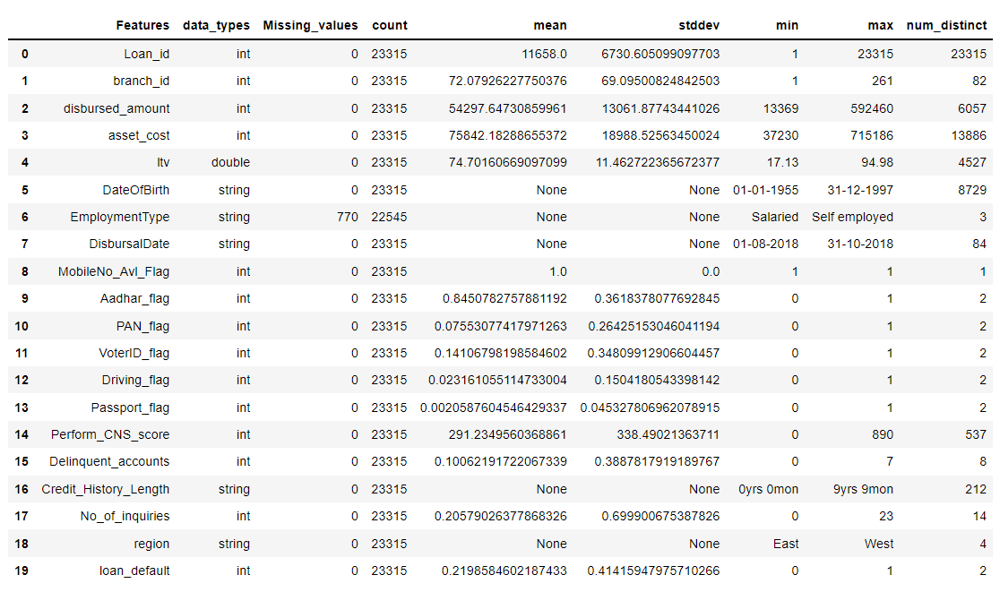 Features data_types Missing_values count mean stddev min max num_distinct
0 Loan_id int 0 23315 11658.0 6730.605099097703 1 23315 23315
1 branch_id int 0 23315 72.07926227750376 69.09500824842503 1 261 82
2 disbursed_amount int 0 23315 54297.64730859961 13061.87743441026 13369 592460 6057
3 asset_cost int 0 23315 75842.18288655372 18988.52563450024 37230 715186 13886
4 ltv double 0 23315 74.70160669097099 11.462722365672377 17.13 94.98 4527
5 DateOfBirth string 0 23315 None None 01-01-1955 31-12-1997 8729
6 EmploymentType string 770 22545 None None Salaried Self employed 3
7 DisbursalDate string 0 23315 None None 01-08-2018 31-10-2018 84
8 MobileNo_Avl_Flag int 0 23315 1.0 0.0 1 1 1
9 Aadhar_flag int 0 23315 0.8450782757881192 0.3618378077692845 0 1 2
10 PAN_flag int 0 23315 0.07553077417971263 0.26425153046041194 0 1 2
11 VoterID_flag int 0 23315 0.14106798198584602 0.34809912906604457 0 1 2
12 Driving_flag int 0 23315 0.023161055114733004 0.1504180543398142 0 1 2
13 Passport_flag int 0 23315 0.0020587604546429337 0.045327806962078915 0 1 2
14 Perform_CNS_score int 0 23315 291.2349560368861 338.49021363711 0 890 537
15 Delinquent_accounts int 0 23315 0.10062191722067339 0.3887817919189767 0 7 8
16 Credit_History_Length string 0 23315 None None 0yrs 0mon 9yrs 9mon 212
17 No_of_inquiries int 0 23315 0.20579026377868326 0.699900675387826 0 23 14
18 region string 0 23315 None None East West 4
19 loan_default int 0 23315 0.2198584602187433 0.41415947975710266 0 1 2